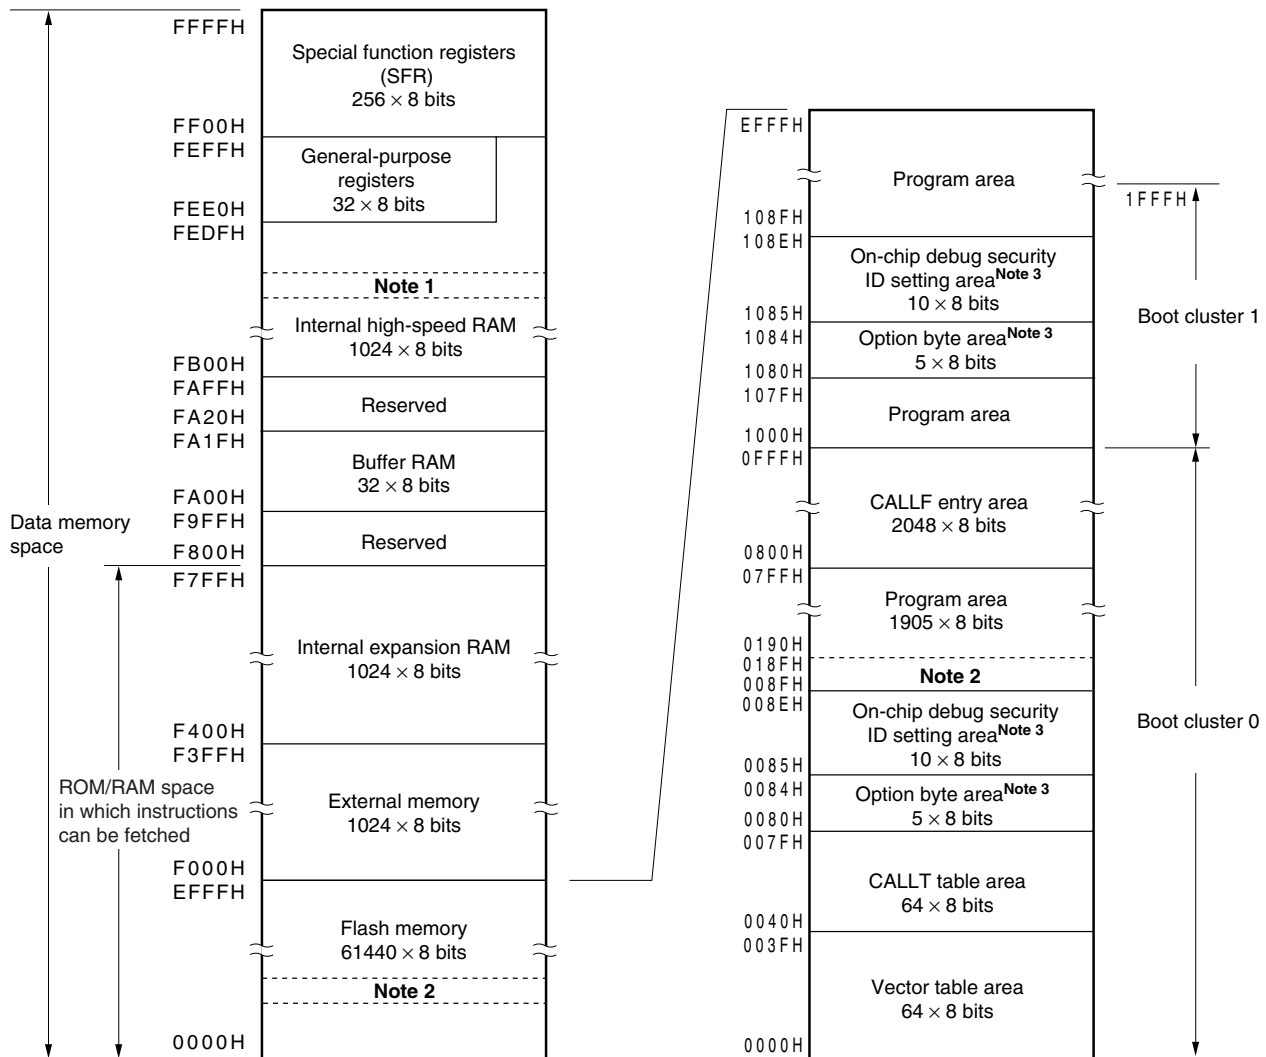 FFFFH
Special function registers
(SFR)
256 × 8 bits
FF00H
FEFFH
General-purpose
registers
32 × 8 bits
FEE0H
FEDFH
Note 1
Internal high-speed RAM
1024 × 8 bits
FB00H
FAFFH
Reserved
FA20H
FA1FH
Buffer RAM
32 × 8 bits
FA00H
F9FFH
Data memory
space
Reserved
F800H
F7FFH
Internal expansion RAM
1024 × 8 bits
F400H
F3FFH
ROM/RAM space
in which instructions
can be fetched
External memory
1024 × 8 bits
F000H
EFFFH
Flash memory
61440 × 8 bits
Note 2
0000H
EFFFH
Program area
1FFFH
108FH
108EH
On-chip debug security
ID setting area Note 3
10 × 8 bits
1085H
1084H
Boot cluster 1
Option byte area Note 3
5 × 8 bits
1080H
107FH
Program area
1000H
0FFFH
CALLF entry area
2048 × 8 bits
0800H
07FFH
Program area
1905 × 8 bits
0190H
018FH
Note 2
008FH
008EH
On-chip debug security
ID setting area Note 3
10 × 8 bits
Boot cluster 0
0085H
0084H
Option byte area Note 3
5 × 8 bits
0080H
007FH
CALLT table area
64 × 8 bits
0040H
003FH
Vector table area
64 × 8 bits
0000H